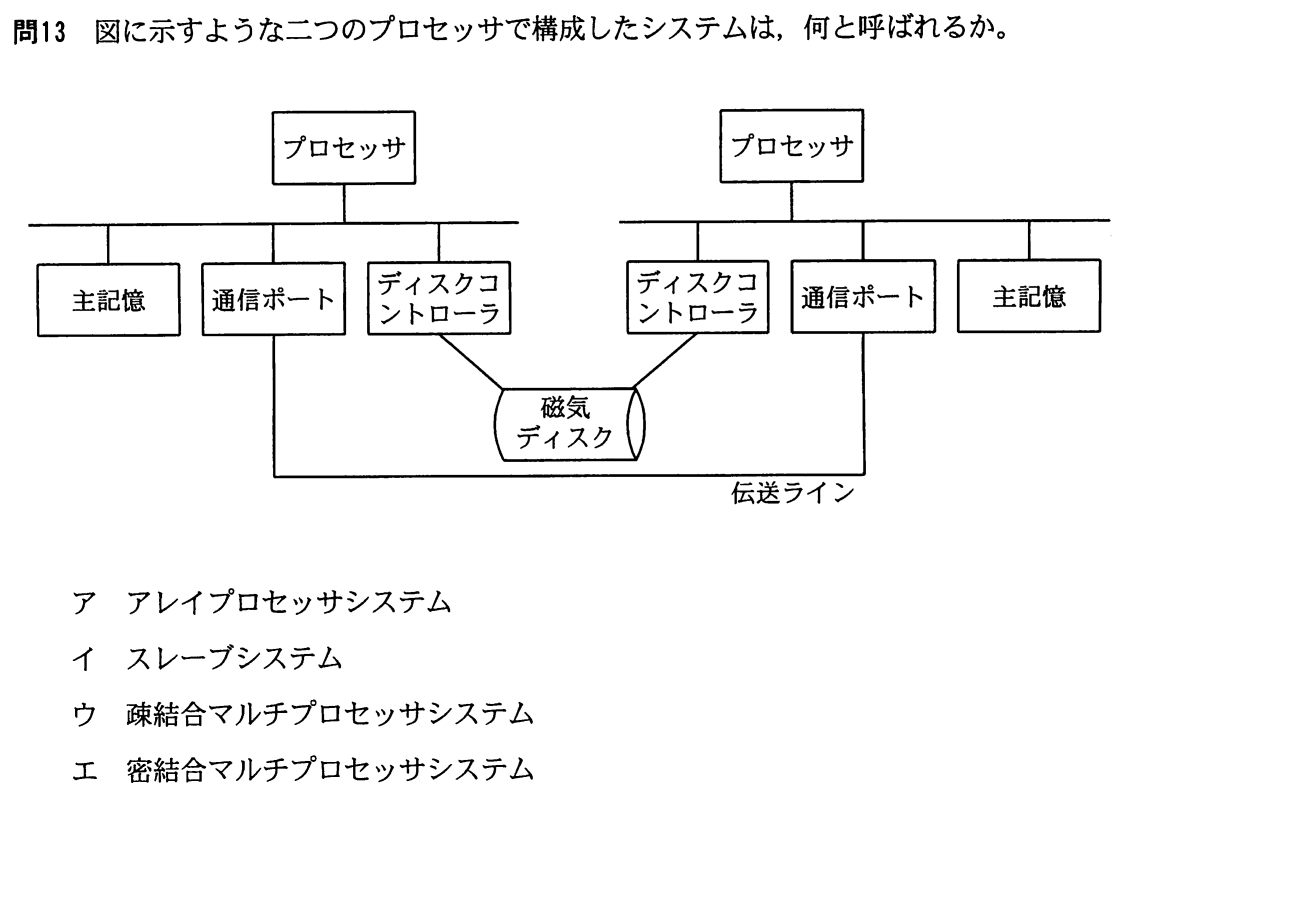 問13 図に示すような二つのプロセッサで構成したシステムは，何と呼ばれるか。
プロセッサ
プロセッサ
主記憶
通信ポート
ディスクコ
ントローラ
ディスクコ
ントローラ
通信ポート
主記憶
磁気
ディスク
伝送ライン
ア アレイプロセッサシステム
イ スレーブシステム
ウ 疎結合マルチプロセッサシステム
エ 密結合マルチプロセッサシステム